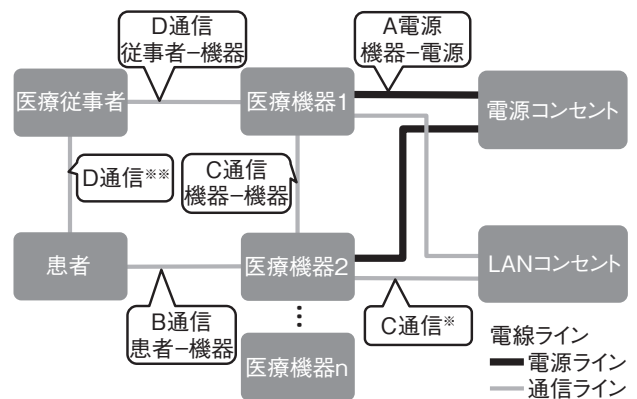 D通信
従事者−機器
A電源
機器−電源
医療従事者
医療機器1
電源コンセント
D通信※※
C通信
機器−機器
患者
医療機器2
LANコンセント
B通信
患者−機器
C通信※
⋮
医療機器n
電線ライン
電源ライン
通信ライン